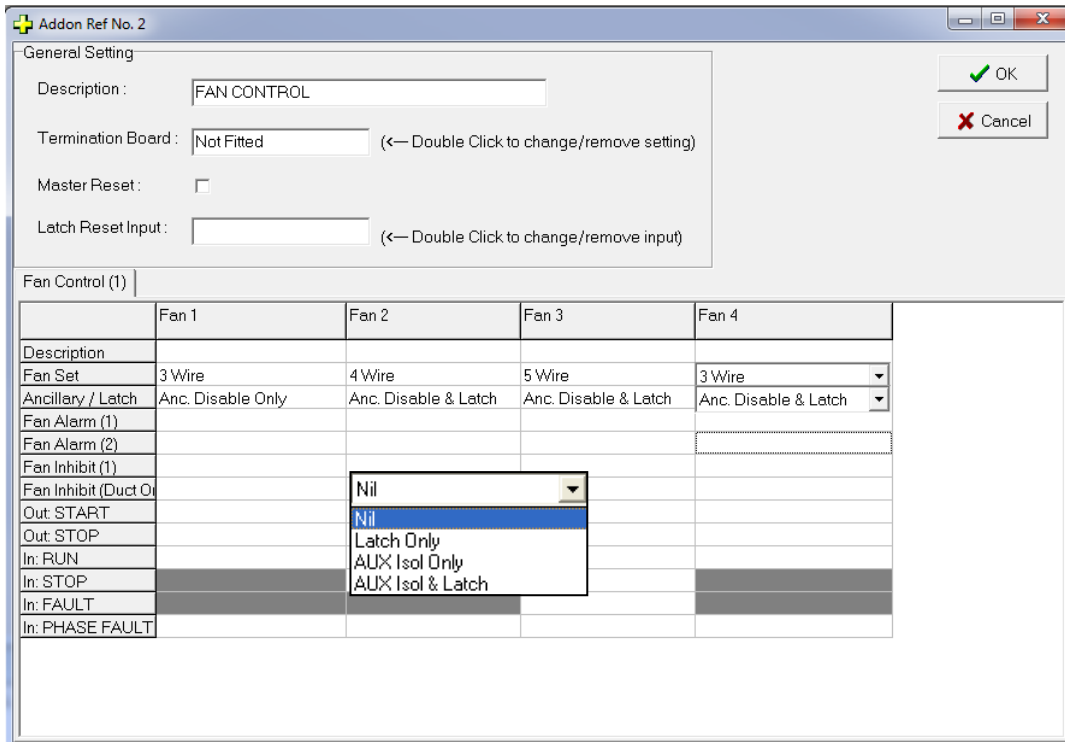 Addon Ref No. 2
General Setting
OK
Description :
FAN CONTROL
Cancel
Termination Board :
Not Fitted
(<— Double Click to change/remove setting)
Master Reset :
Latch Reset Input :
(<— Double Click to change/remove input)
Fan Control (1)
Fan 1 Fan 2 Fan 3 Fan 4
Description
Fan Set 3 Wire 4 Wire 5 Wire 3 Wire
Ancillary / Latch Anc. Disable Only Anc. Disable & Latch Anc. Disable & Latch Anc. Disable & Latch
Fan Alarm (1)
Fan Alarm (2)
Fan Inhibit (1)
Fan Inhibit (Duct Or
Nil
Out: START
Nil
Out: STOP
Latch Only
In: RUN
AUX Isol Only
In: STOP
AUX Isol & Latch
In: FAULT
In: PHASE FAULT